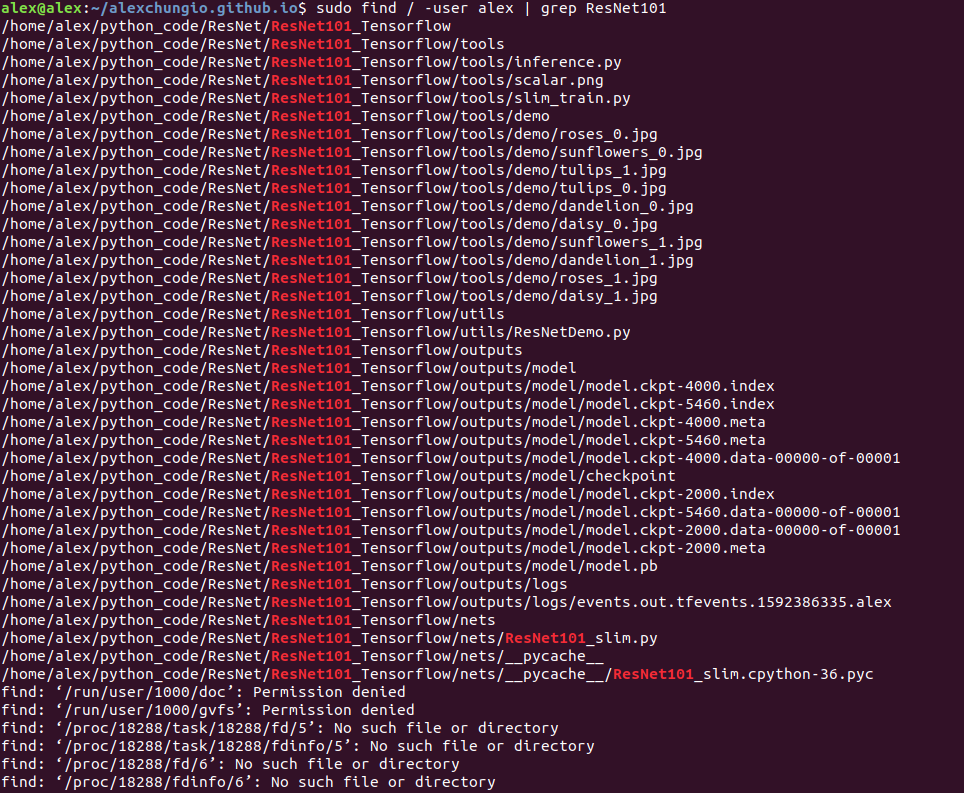 alex@alex:~/alexchungio.github.io$ sudo find / -user alex | grep ResNet101
/home/alex/python_code/ResNet/ResNet101_Tensorflow
/home/alex/python_code/ResNet/ResNet101_Tensorflow/tools
/home/alex/python_code/ResNet/ResNet101_Tensorflow/tools/inference.py
/home/alex/python_code/ResNet/ResNet101_Tensorflow/tools/scalar.png
/home/alex/python_code/ResNet/ResNet101_Tensorflow/tools/slim_train.py
/home/alex/python_code/ResNet/ResNet101_Tensorflow/tools/demo
/home/alex/python_code/ResNet/ResNet101_Tensorflow/tools/demo/roses_0.jpg
/home/alex/python_code/ResNet/ResNet101_Tensorflow/tools/demo/sunflowers_0.jpg
/home/alex/python_code/ResNet/ResNet101_Tensorflow/tools/demo/tulips_1.jpg
/home/alex/python_code/ResNet/ResNet101_Tensorflow/tools/demo/tulips_0.jpg
/home/alex/python_code/ResNet/ResNet101_Tensorflow/tools/demo/dandelion_0.jpg
/home/alex/python_code/ResNet/ResNet101_Tensorflow/tools/demo/daisy_0.jpg
/home/alex/python_code/ResNet/ResNet101_Tensorflow/tools/demo/sunflowers_1.jpg
/home/alex/python_code/ResNet/ResNet101_Tensorflow/tools/demo/dandelion_1.jpg
/home/alex/python_code/ResNet/ResNet101_Tensorflow/tools/demo/roses_1.jpg
/home/alex/python_code/ResNet/ResNet101_Tensorflow/tools/demo/daisy_1.jpg
/home/alex/python_code/ResNet/ResNet101_Tensorflow/utils
/home/alex/python_code/ResNet/ResNet101_Tensorflow/utils/ResNetDemo.py
/home/alex/python_code/ResNet/ResNet101_Tensorflow/outputs
/home/alex/python_code/ResNet/ResNet101_Tensorflow/outputs/model
/home/alex/python_code/ResNet/ResNet101_Tensorflow/outputs/model/model.ckpt-4000.index
/home/alex/python_code/ResNet/ResNet101_Tensorflow/outputs/model/model.ckpt-5460.index
/home/alex/python_code/ResNet/ResNet101_Tensorflow/outputs/model/model.ckpt-4000.meta
/home/alex/python_code/ResNet/ResNet101_Tensorflow/outputs/model/model.ckpt-5460.meta
/home/alex/python_code/ResNet/ResNet101_Tensorflow/outputs/model/model.ckpt-4000.data-00000-of-00001
/home/alex/python_code/ResNet/ResNet101_Tensorflow/outputs/model/checkpoint
/home/alex/python_code/ResNet/ResNet101_Tensorflow/outputs/model/model.ckpt-2000.index
/home/alex/python_code/ResNet/ResNet101_Tensorflow/outputs/model/model.ckpt-5460.data-00000-of-00001
/home/alex/python_code/ResNet/ResNet101_Tensorflow/outputs/model/model.ckpt-2000.data-00000-of-00001
/home/alex/python_code/ResNet/ResNet101_Tensorflow/outputs/model/model.ckpt-2000.meta
/home/alex/python_code/ResNet/ResNet101_Tensorflow/outputs/model/model.pb
/home/alex/python_code/ResNet/ResNet101_Tensorflow/outputs/logs
/home/alex/python_code/ResNet/ResNet101_Tensorflow/outputs/logs/events.out.tfevents.1592386335.alex
/home/alex/python_code/ResNet/ResNet101_Tensorflow/nets
/home/alex/python_code/ResNet/ResNet101_Tensorflow/nets/ResNet101_slim.py
/home/alex/python_code/ResNet/ResNet101_Tensorflow/nets/__pycache__
/home/alex/python_code/ResNet/ResNet101_Tensorflow/nets/__pycache__/ResNet101_slim.cpython-36.pyc
find: ‘/run/user/1000/doc’: Permission denied
find: ‘/run/user/1000/gvfs’: Permission denied
find: ‘/proc/18288/task/18288/fd/5’: No such file or directory
find: ‘/proc/18288/task/18288/fdinfo/5’: No such file or directory
find: ‘/proc/18288/fd/6’: No such file or directory
find: ‘/proc/18288/fdinfo/6’: No such file or directory